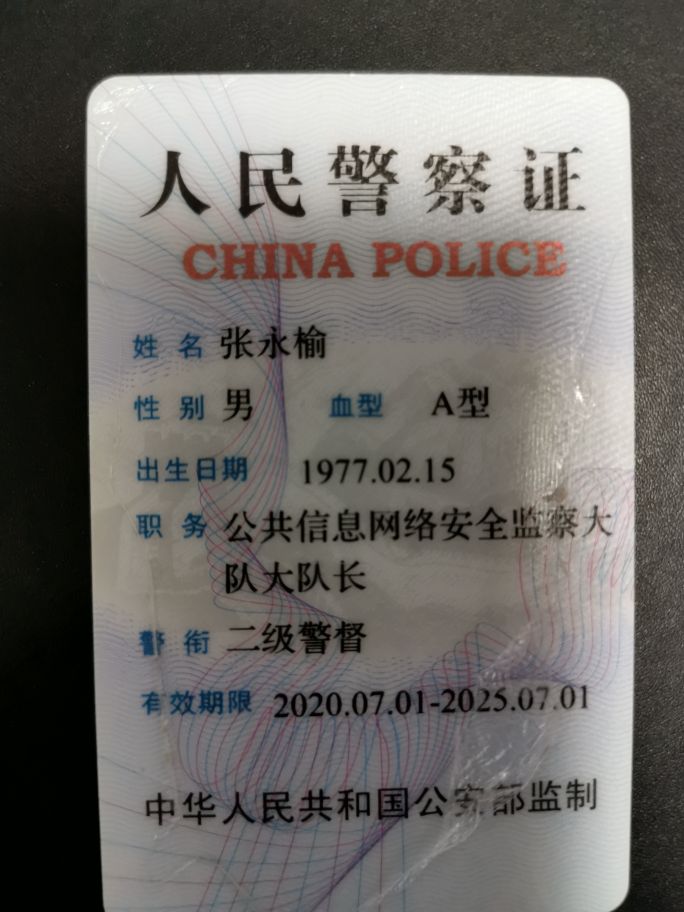 人民警察证
CHINA POLICE
姓名 张永榆
性别 男 血型 A型
出生日期 1977.02.15
职务 公共信息网络安全监察大
队大队长
警衔 二级警督
有效期限 2020.07.01-2025.07.01
中华人民共和国公安部监制